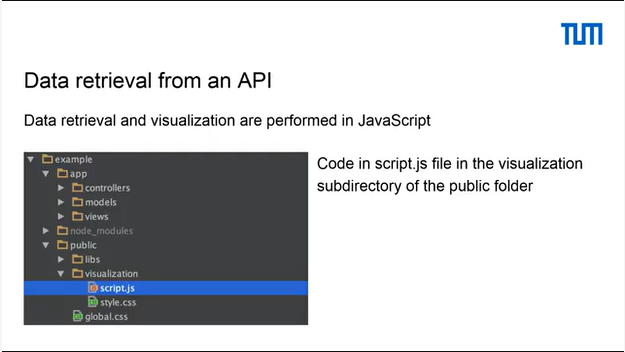 TUM
Data retrieval from an API
Data retrieval and visualization are performed in JavaScript
example
app
controllers
models
views
node_modules
public
libs
visualization
script.js
style.css
global.css
Code in script.js file in the visualization
subdirectory of the public folder